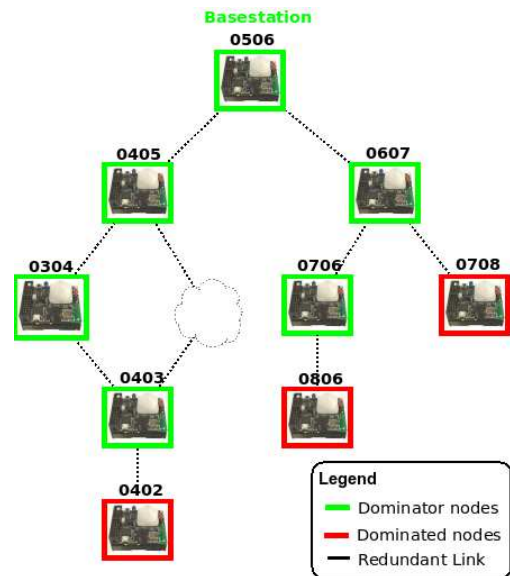 Basestation
0506
0405
0607
0304
0706
0708
0403
0806
0402
Legend
Dominator nodes
Dominated nodes
Redundant Link